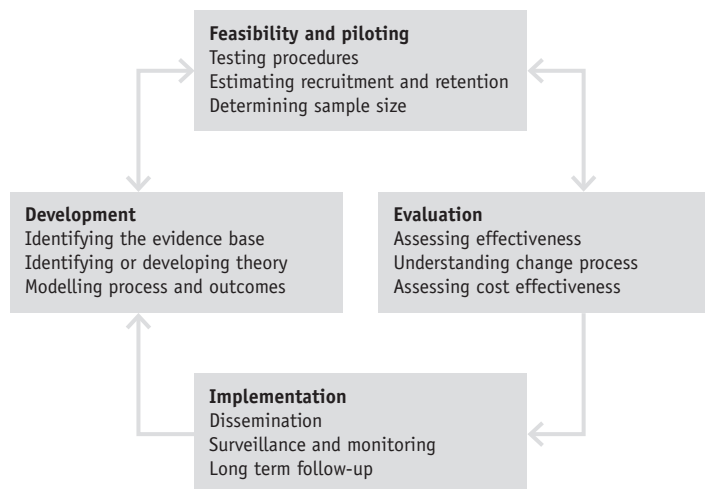 Feasibility and piloting
Testing procedures
Estimating recruitment and retention
Determining sample size
Development
Identifying the evidence base
Identifying or developing theory
Modelling process and outcomes
Evaluation
Assessing effectiveness
Understanding change process
Assessing cost effectiveness
Implementation
Dissemination
Surveillance and monitoring
Long term follow-up